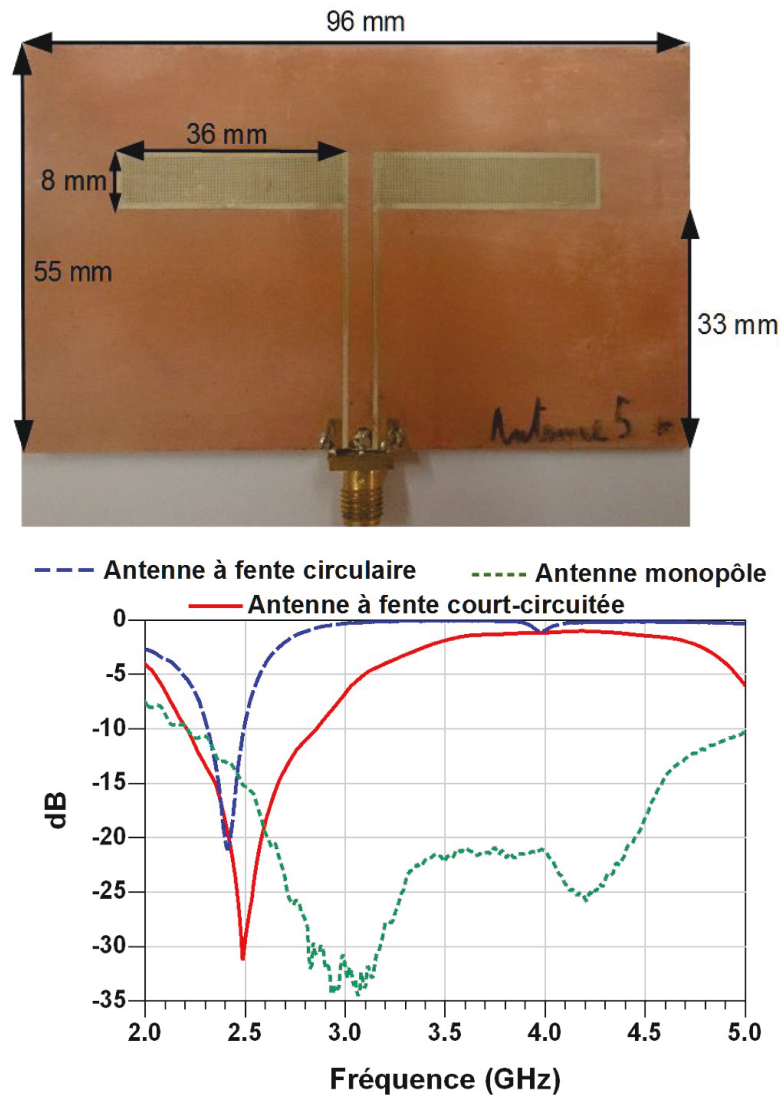 96 mm
36 mm
8 mm
55 mm
33 mm
Antenne 5
Antenne à fente circulaire
Antenne monopôle
Antenne à fente court-circuitée
0
-5
-10
-15
-20
-25
-30
-35
dB
2.0 2.5 3.0 3.5 4.0 4.5 5.0
Fréquence (GHz)